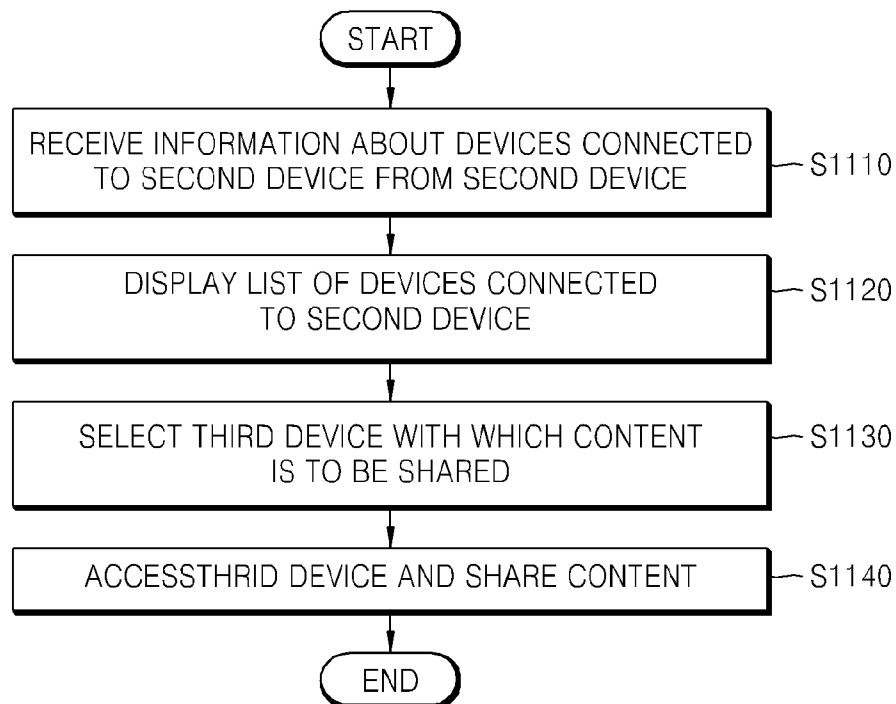 START
RECEIVE INFORMATION ABOUT DEVICES CONNECTED
TO SECOND DEVICE FROM SECOND DEVICE
S1110
DISPLAY LIST OF DEVICES CONNECTED
TO SECOND DEVICE
S1120
SELECT THIRD DEVICE WITH WHICH CONTENT
IS TO BE SHARED
S1130
ACCESSTHRID DEVICE AND SHARE CONTENT
S1140
END